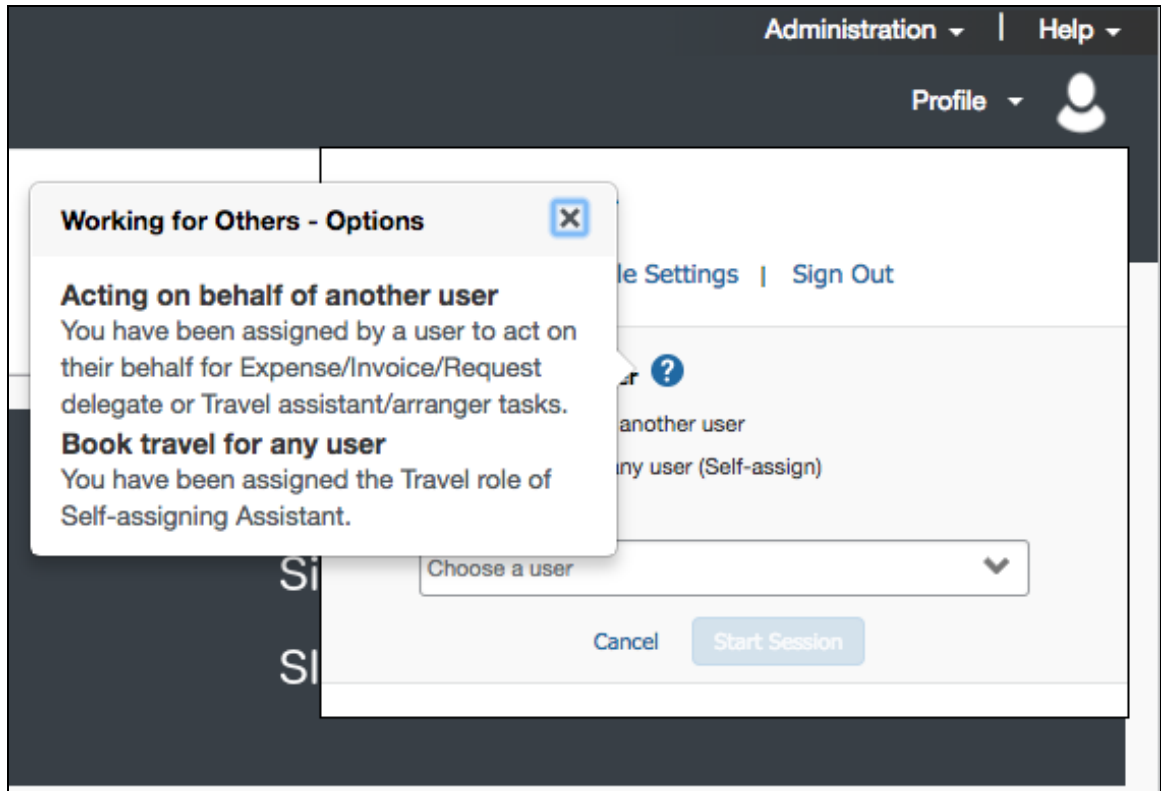 Administration | Help
Profile
Working for Others - Options
Acting on behalf of another user
You have been assigned by a user to act on
their behalf for Expense/Invoice/Request
delegate or Travel assistant/arranger tasks.
Book travel for any user
You have been assigned the Travel role of
Self-assigning Assistant.
Settings | Sign Out
?
another user
user (Self-assign)
Choose a user
Cancel Start Session